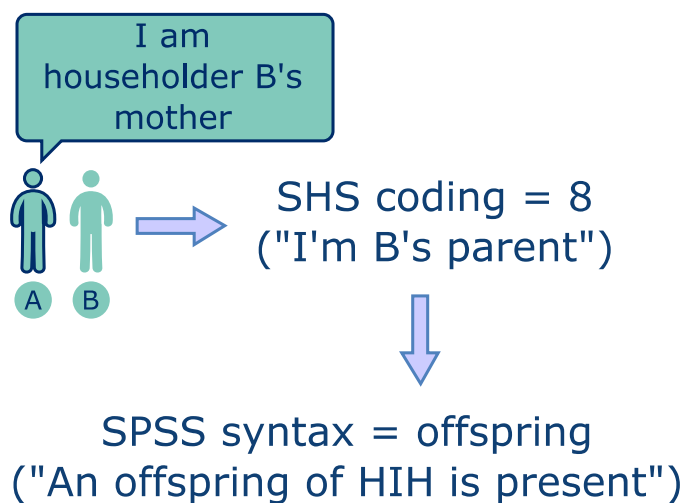 I am
householder B's
mother
A
B
SHS coding = 8
("I'm B's parent")
SPSS syntax = offspring
("An offspring of HIH is present")